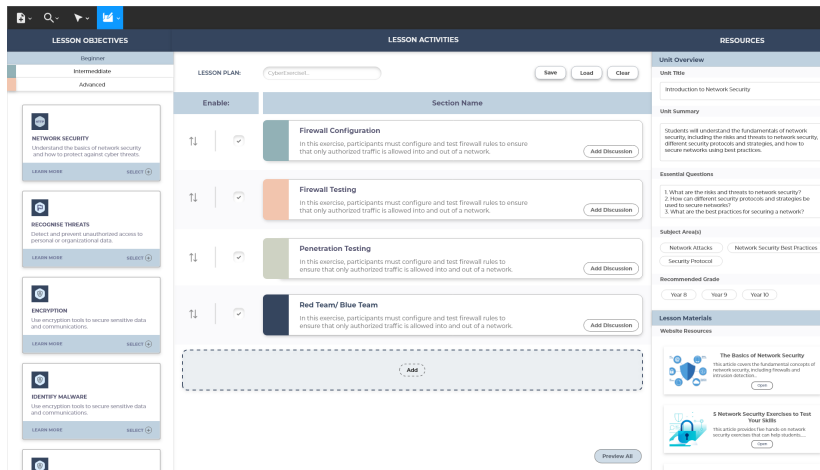 LESSON OBJECTIVES
Beginner
Intermeddiate
Advanced
NETWORK SECURITY
Understand the basics of network security
and how to protect against cyber threats.
LEARN MORE
SELECT
RECOGNISE THREATS
Detect and prevent unauthorized access to
personal or organizational data.
LEARN MORE
SELECT
ENCRYPTION
Use encryption tools to secure sensitive data
and communications.
LEARN MORE
SELECT
IDENTIFY MALWARE
Use encryption tools to secure sensitive data
and communications.
LEARN MORE
SELECT
LESSON ACTIVITIES
LESSON PLAN:
Save
Load
Clear
Enable:
Section Name
Firewall Configuration
In this exercise, participants must configure and test firewall rules to ensure
that only authorized traffic is allowed into and out of a network.
Add Discussion
Firewall Testing
In this exercise, participants must configure and test firewall rules to ensure
that only authorized traffic is allowed into and out of a network.
Add Discussion
Penetration Testing
In this exercise, participants must configure and test firewall rules to
ensure that only authorized traffic is allowed into and out of a network.
Add Discussion
Red Team/ Blue Team
In this exercise, participants must configure and test firewall rules to
ensure that only authorized traffic is allowed into and out of a network.
Add Discussion
Add
Preview All
RESOURCES
Unit Overview
Unit Title
Introduction to Network Security
Unit Summary
Students will understand the fundamentals of network
security, including the risks and threats to network security,
different security protocols and strategies, and how to
secure networks using best practices.
Essential Questions
1. What are the risks and threats to network security?
2. How can different security protocols and strategies be
used to secure networks?
3. What are the best practices for securing a network?
Subject Area(s)
Network Attacks
Network Security Best Practices
Security Protocol
Recommended Grade
Year 8
Year 9
Year 10
Lesson Materials
Website Resources
The Basics of Network Security
This article covers the fundamental concepts of
network security, including firewalls and
intrusion detection...
Open
5 Network Security Exercises to Test
Your Skills
This article provides five hands on network
security exercises that can help students.....
Open